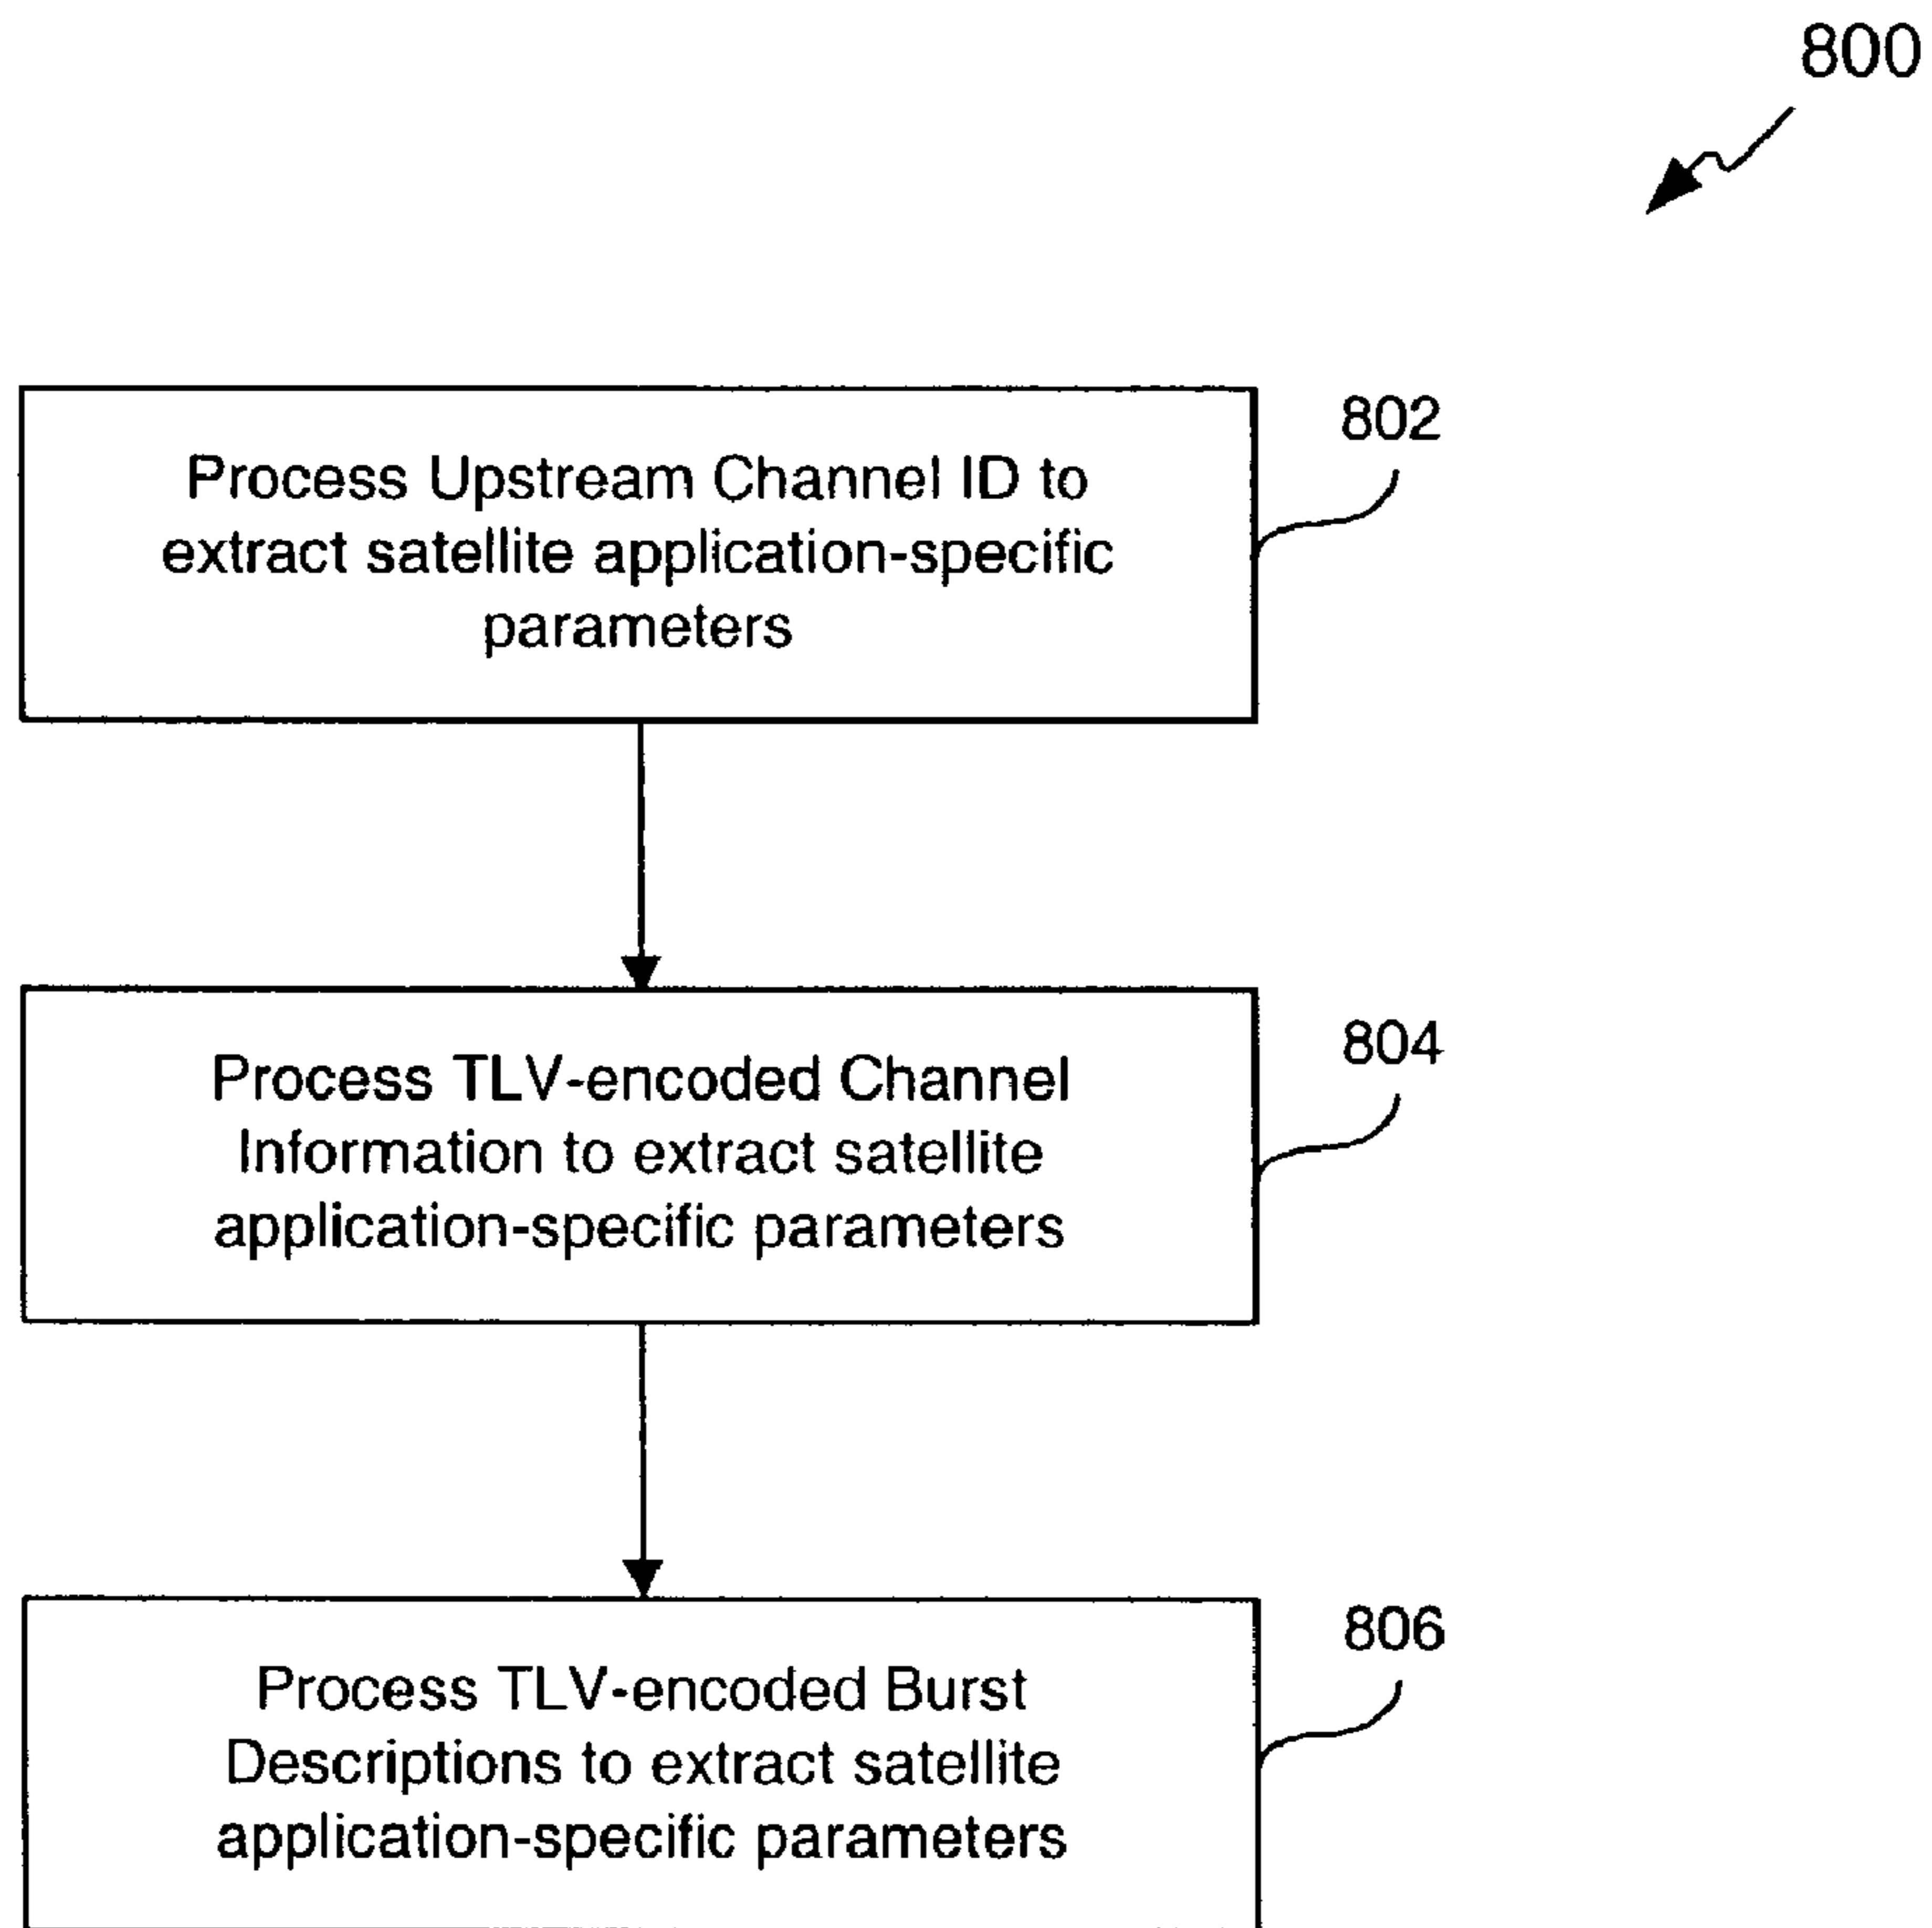 800
802
Process Upstream Channel ID to
extract satellite application-specific
parameters
804
Process TLV-encoded Channel
Information to extract satellite
application-specific parameters
806
Process TLV-encoded Burst
Descriptions to extract satellite
application-specific parameters